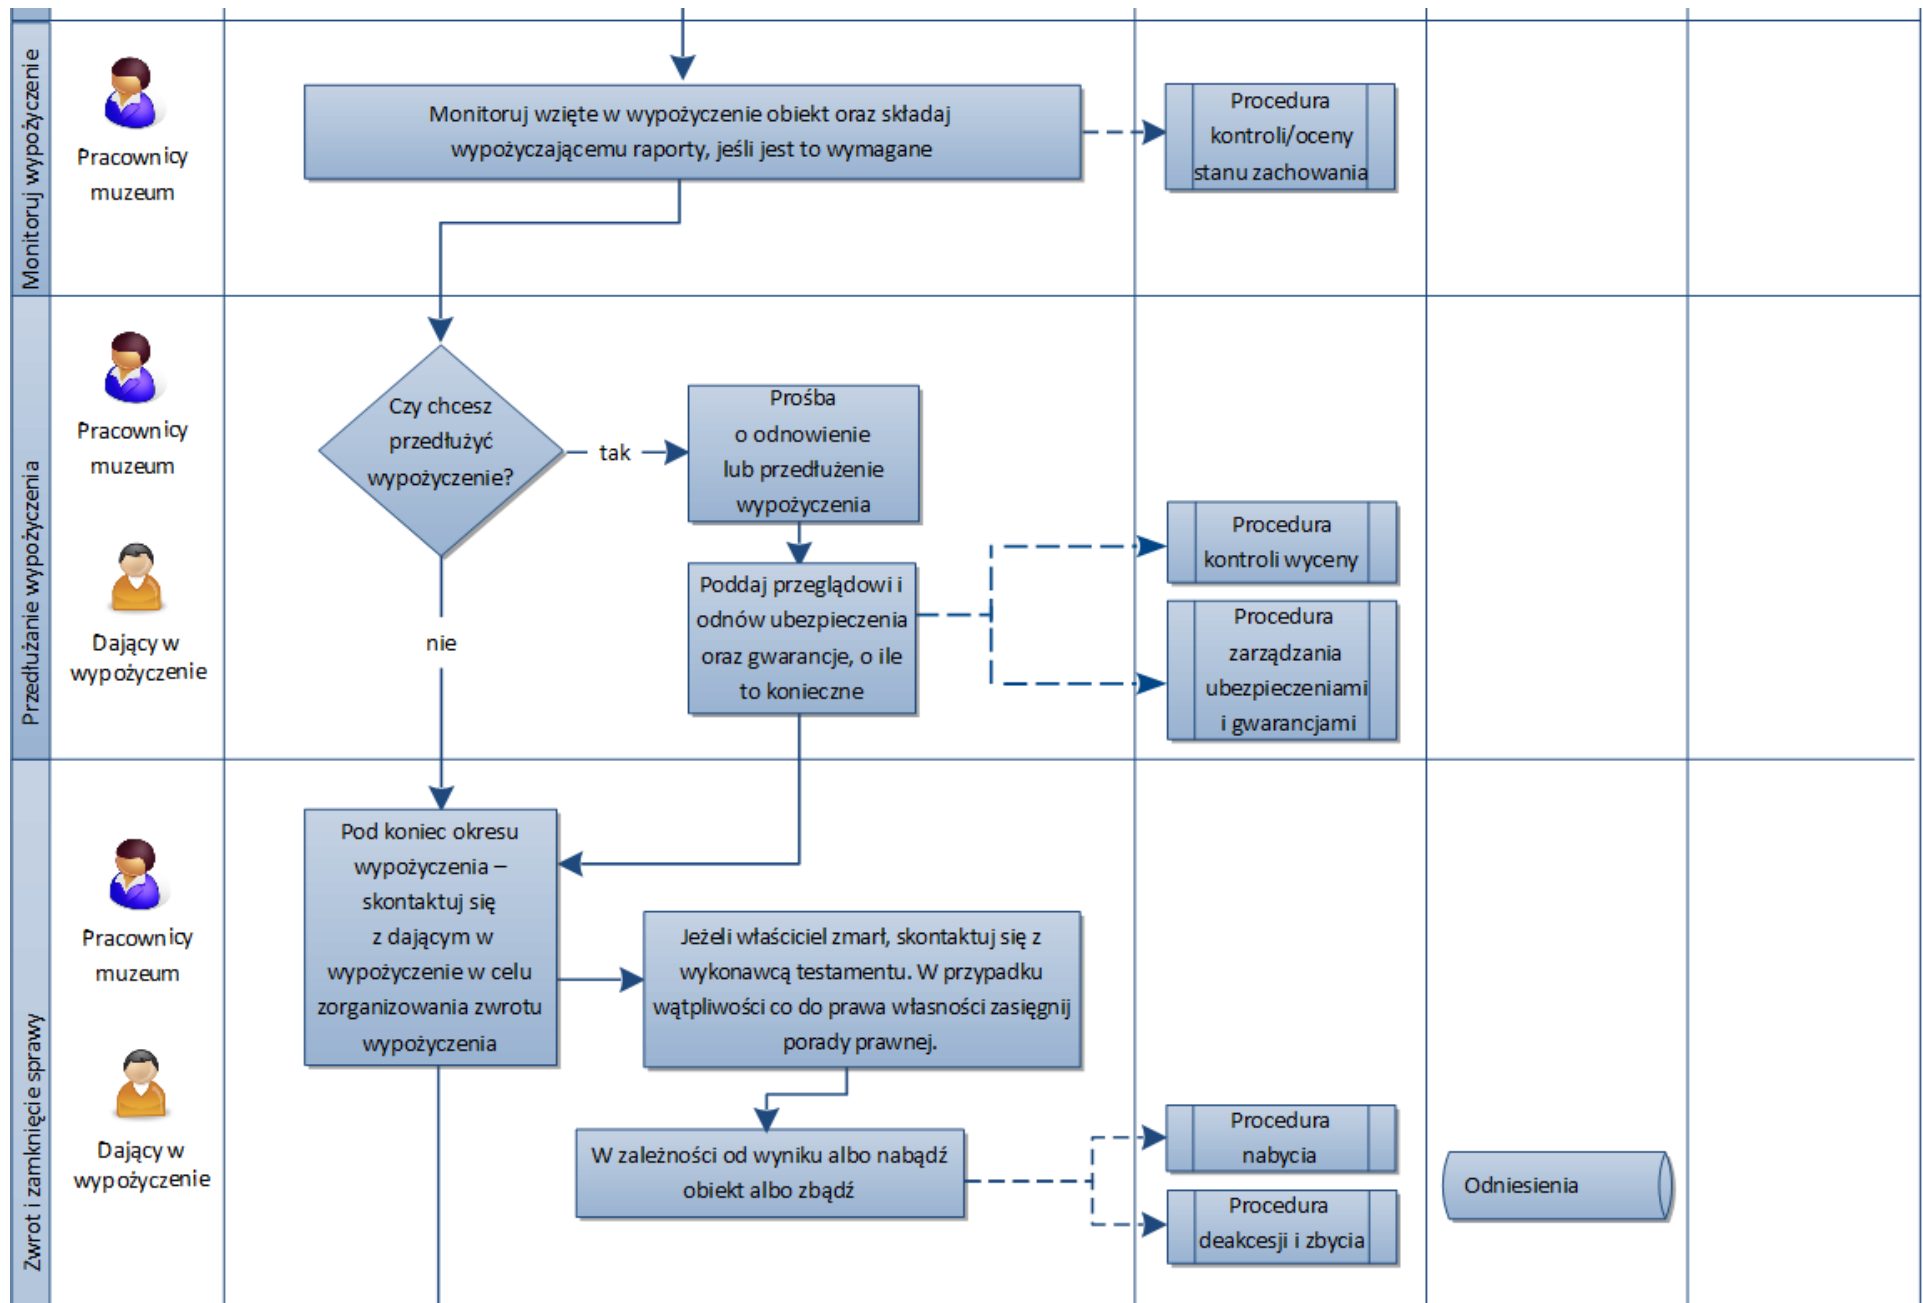 Monitoruj wypożyczenie
Pracownicy
muzeum
Monitoruj wzięte w wypożyczenie obiekt oraz składaj
wypożyczającemu raporty, jeśli jest to wymagane
Procedura
kontroli/oceny
stanu zachowania
Przedłużanie wypożyczenia
Pracownicy
muzeum
Dający w
wypożyczenie
Czy chcesz
przedłużyć
wypożyczenie?
tak
nie
Prośba
o odnowienie
lub przedłużenie
wypożyczenia
Poddaj przeglądowi i
odnów ubezpieczenia
oraz gwarancje, o ile
to konieczne
Procedura
kontroli wyceny
Procedura
zarządzania
ubezpieczeniami
i gwarancjami
Zwrot i zamknięcie sprawy
Pracownicy
muzeum
Dający w
wypożyczenie
Pod koniec okresu
wypożyczenia –
skontaktuj się
z dającym w
wypożyczenie w celu
zorganizowania zwrotu
wypożyczenia
Jeżeli właściciel zmarł, skontaktuj się z
wykonawcą testamentu. W przypadku
wątpliwości co do prawa własności zasięgnij
porady prawnej.
W zależności od wyniku albo nabądź
obiekt albo zbądź
Procedura
nabycia
Procedura
deakcesji i zbycia
Odniesienia